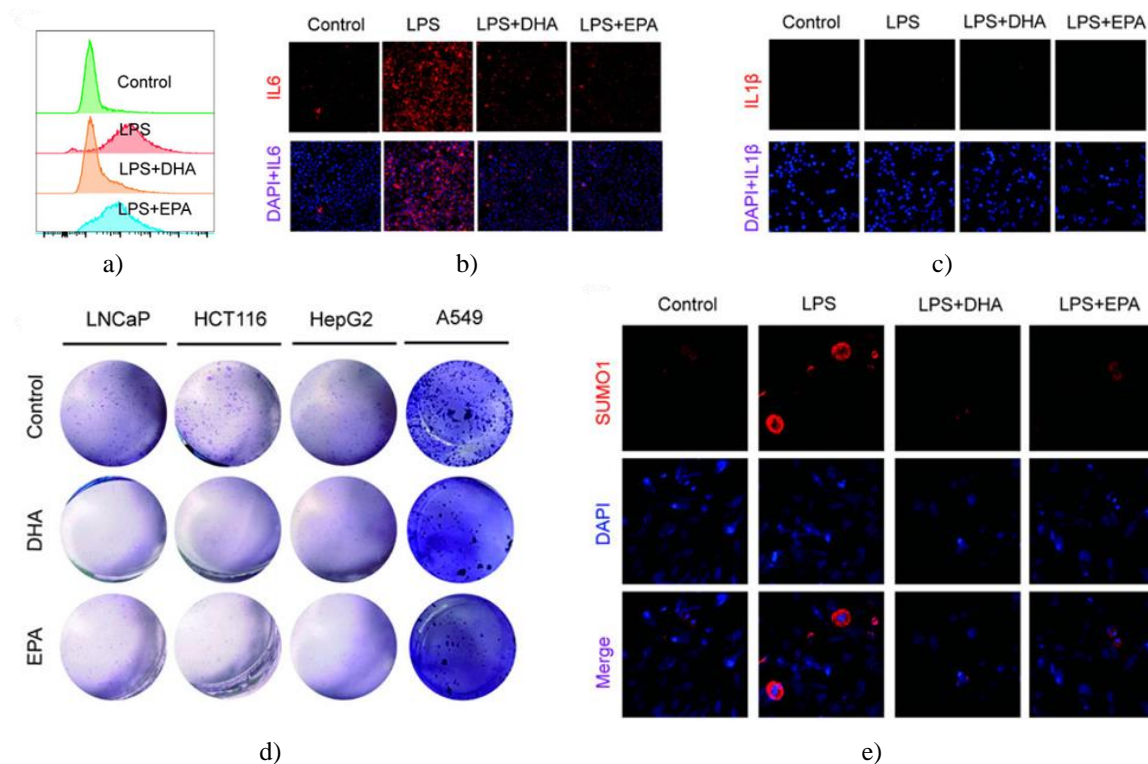 Control
LPS
LPS+DHA
LPS+EPA
a)
Control LPS LPS+DHA LPS+EPA
IL6
DAPI+IL6
b)
Control LPS LPS+DHA LPS+EPA
IL1β
DAPI+IL1β
c)
LNCaP HCT116 HepG2 A549
Control
DHA
EPA
d)
Control LPS LPS+DHA LPS+EPA
SUMO1
DAPI
Merge
e)